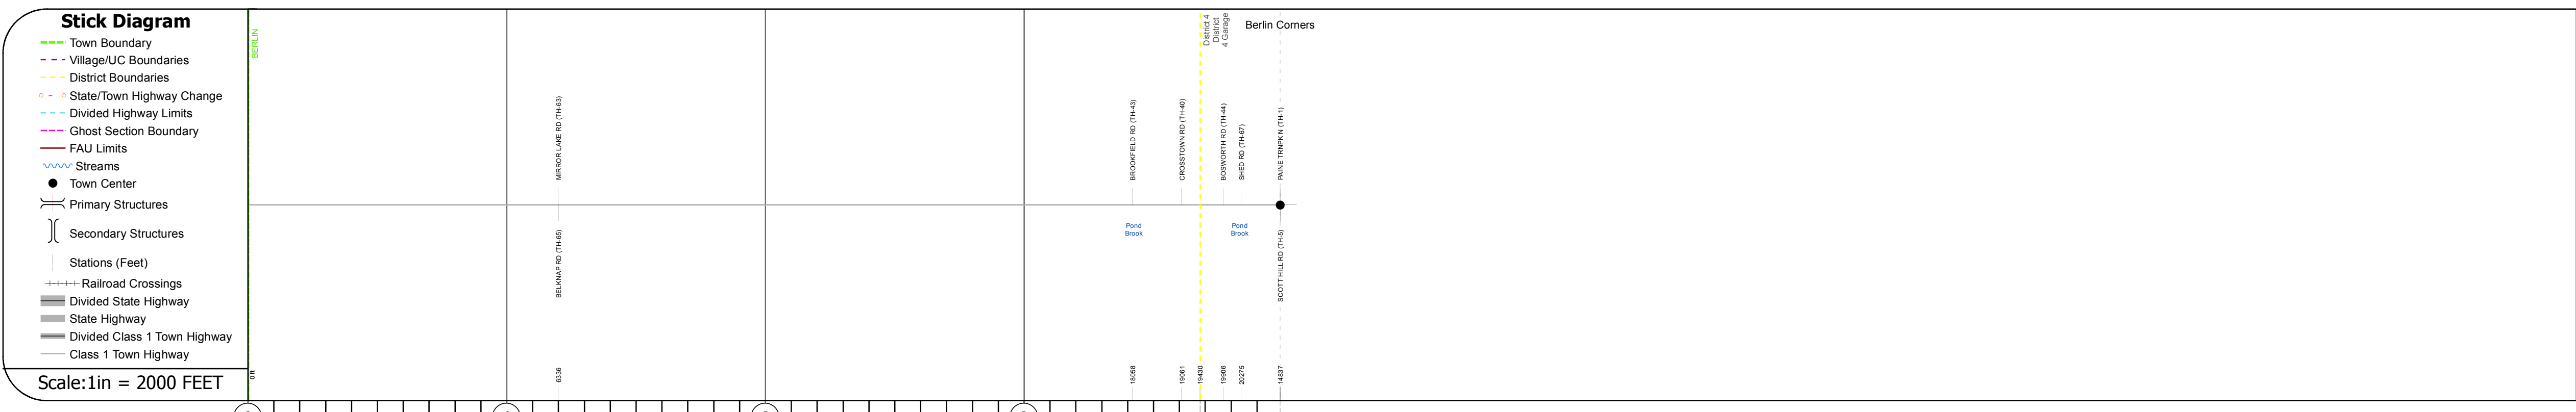 Stick Diagram
Town Boundary
Village/UC Boundaries
District Boundaries
State/Town Highway Change
Divided Highway Limits
Ghost Section Boundary
FAU Limits
Streams
Town Center
Primary Structures
Secondary Structures
Stations (Feet)
Railroad Crossings
Divided State Highway
State Highway
Divided Class 1 Town Highway
Class 1 Town Highway
Scale:1in = 2000 FEET
BERLIN
0 ft
MIRROR LAKE RD (TH-63)
BELKNAP RD (TH-65)
6336
BROOKFIELD RD (TH-43)
Pond
Brook
18058
CROSSTOWN RD (TH-40)
19061
District 4
District
4 Garage
19430
BOSWORTH RD (TH-44)
19906
SHED RD (TH-67)
Pond
Brook
20275
Berlin Corners
PAINE TRNPK N (TH-1)
SCOTT HILL RD (TH-5)
14837